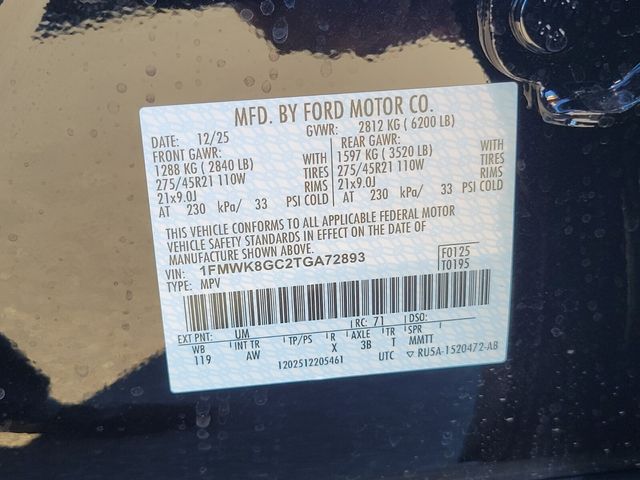 MFD. BY FORD MOTOR CO.
DATE: 12/25 GVWR: 2812 KG ( 6200 LB)
FRONT GAWR: REAR GAWR:
1288 KG ( 2840 LB) WITH 1597 KG ( 3520 LB) WITH
275/45R21 110W TIRES 275/45R21 110W TIRES
21x9.0J RIMS 21x9.0J RIMS
AT 230 kPa/ 33 PSI COLD AT 230 kPa/ 33 PSI COLD
THIS VEHICLE CONFORMS TO ALL APPLICABLE FEDERAL MOTOR
VEHICLE SAFETY STANDARDS IN EFFECT ON THE DATE OF
MANUFACTURE SHOWN ABOVE.
VIN: 1FMWK8GC2TGA72893 F0125
TYPE: MPV T0195
EXT PNT: UM RC: 71 DSO:
WB INT TR TP/PS R AXLE TR SPR
119 AW X 3B T MMTT
1202512205461 UTC ▽ RU5A-1520472-AB